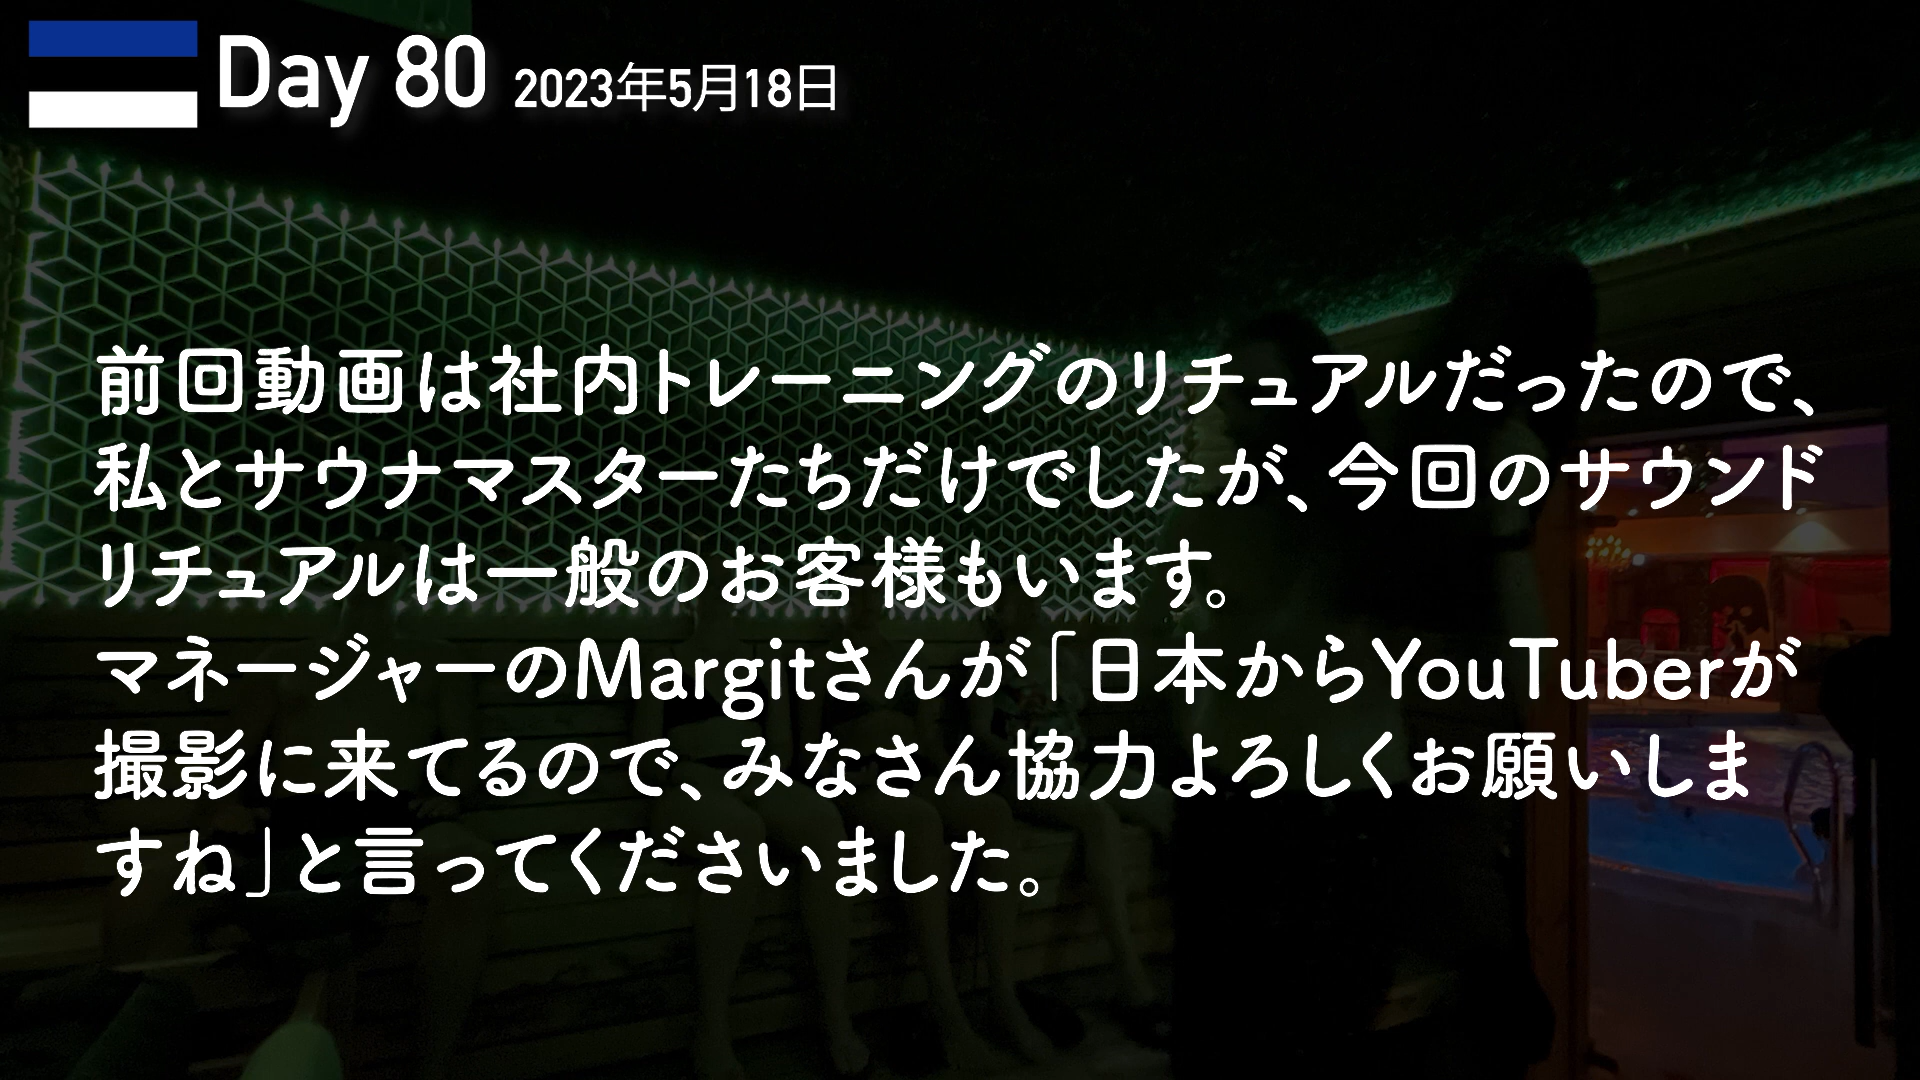 Day 80 2023年5月18日
前回動画は社内トレーニングのリチュアルだったので、
私とサウナマスターたちだけでしたが、今回のサウンド
リチュアルは一般のお客様もいます。
マネージャーのMargitさんが「日本からYouTuberが
撮影に来てるので、みなさん協力よろしくお願いしま
すね」と言ってくださいました。